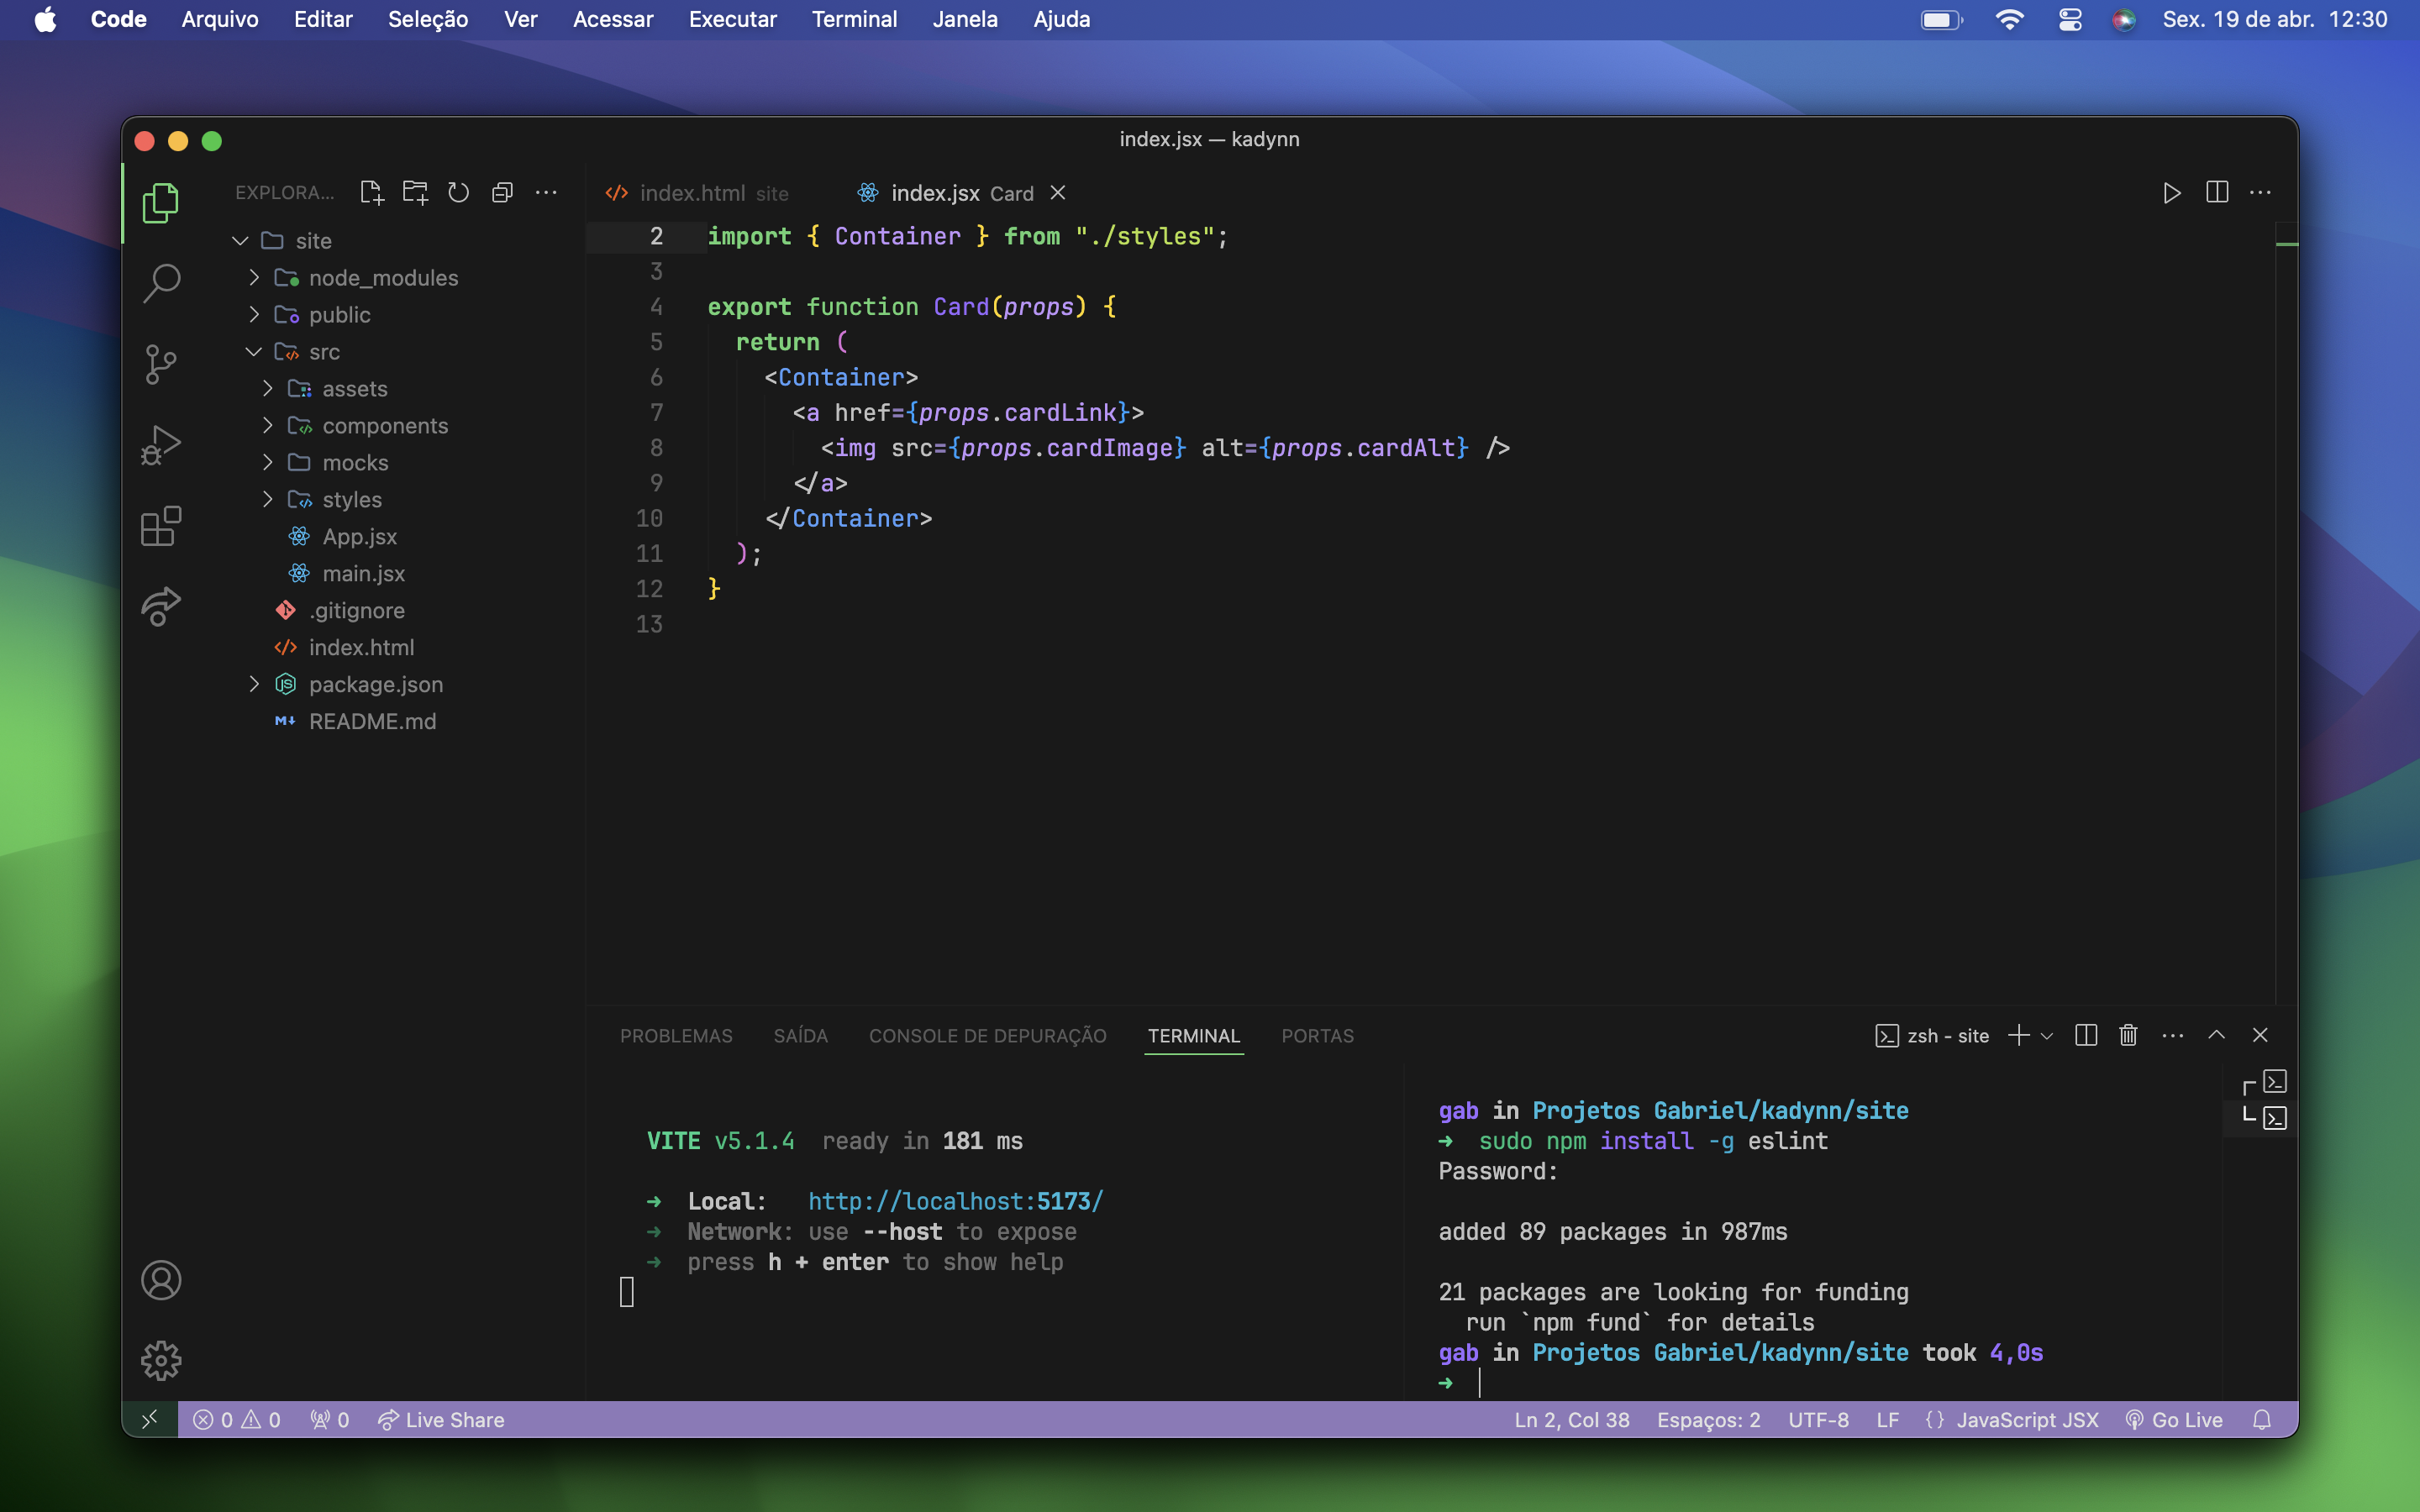 Code Arquivo Editar Seleção Ver Acessar Executar Terminal Janela Ajuda Sex. 19 de abr. 12:30
index.jsx — kadynn
EXPLORA...
site
node_modules
public
src
assets
components
mocks
styles
App.jsx
main.jsx
.gitignore
index.html
package.json
README.md
index.html site
index.jsx Card
2 import { Container } from "./styles";
3
4 export function Card(props) {
5 return (
6 <Container>
7 <a href={props.cardLink}>
8 <img src={props.cardImage} alt={props.cardAlt} />
9 </a>
10 </Container>
11 );
12 }
13
PROBLEMAS SAÍDA CONSOLE DE DEPURAÇÃO TERMINAL PORTAS
zsh - site
VITE v5.1.4 ready in 181 ms
➜ Local: http://localhost:5173/
➜ Network: use --host to expose
➜ press h + enter to show help
gab in Projetos Gabriel/kadynn/site
➜ sudo npm install -g eslint
Password:
added 89 packages in 987ms
21 packages are looking for funding
run `npm fund` for details
gab in Projetos Gabriel/kadynn/site took 4,0s
➜
0 0 0 Live Share
Ln 2, Col 38 Espaços: 2 UTF-8 LF {} JavaScript JSX Go Live